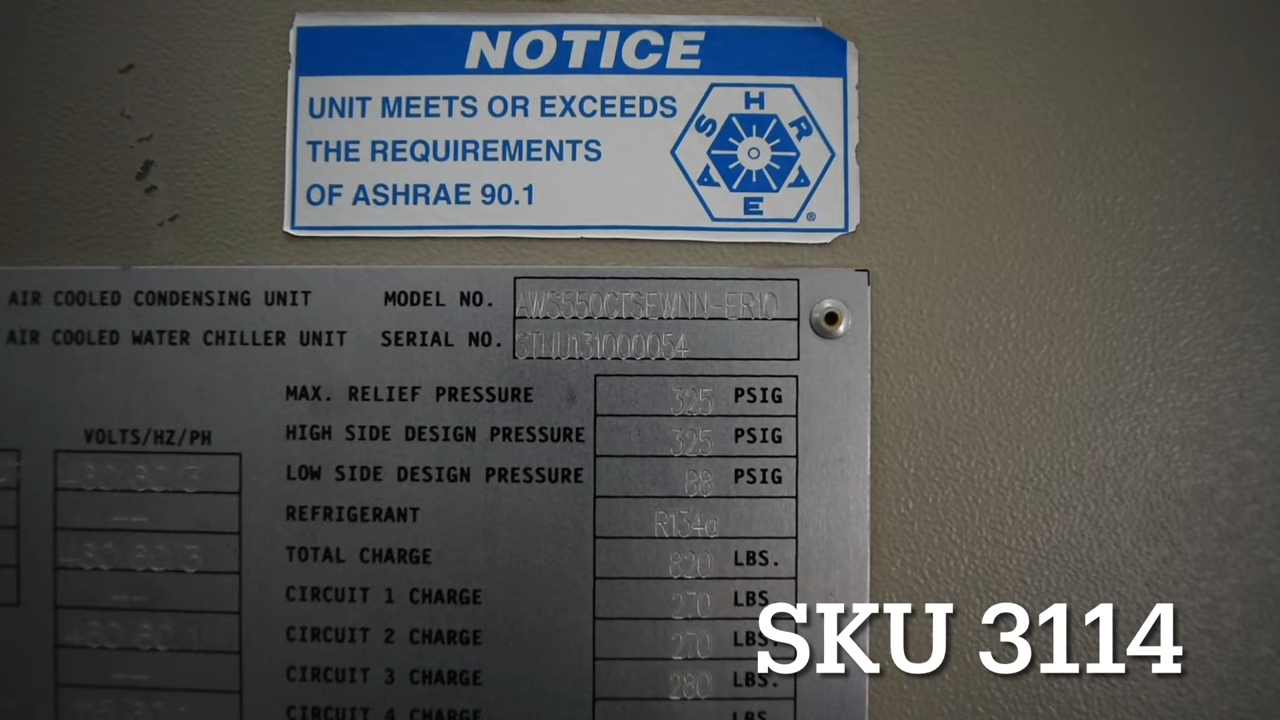 NOTICE
UNIT MEETS OR EXCEEDS
THE REQUIREMENTS
OF ASHRAE 90.1
ASHRAE
®
AIR COOLED CONDENSING UNIT MODEL NO. AWS550CTSEWNN-ER10
AIR COOLED WATER CHILLER UNIT SERIAL NO. STNU131000054
MAX. RELIEF PRESSURE 325 PSIG
VOLTS/HZ/PH
HIGH SIDE DESIGN PRESSURE 325 PSIG
LOW SIDE DESIGN PRESSURE 88 PSIG
REFRIGERANT R134a
TOTAL CHARGE 820 LBS.
CIRCUIT 1 CHARGE 270 LBS.
CIRCUIT 2 CHARGE 270 LBS.
CIRCUIT 3 CHARGE 280 LBS.
CIRCUIT 4 CHARGE LBS.
SKU 3114